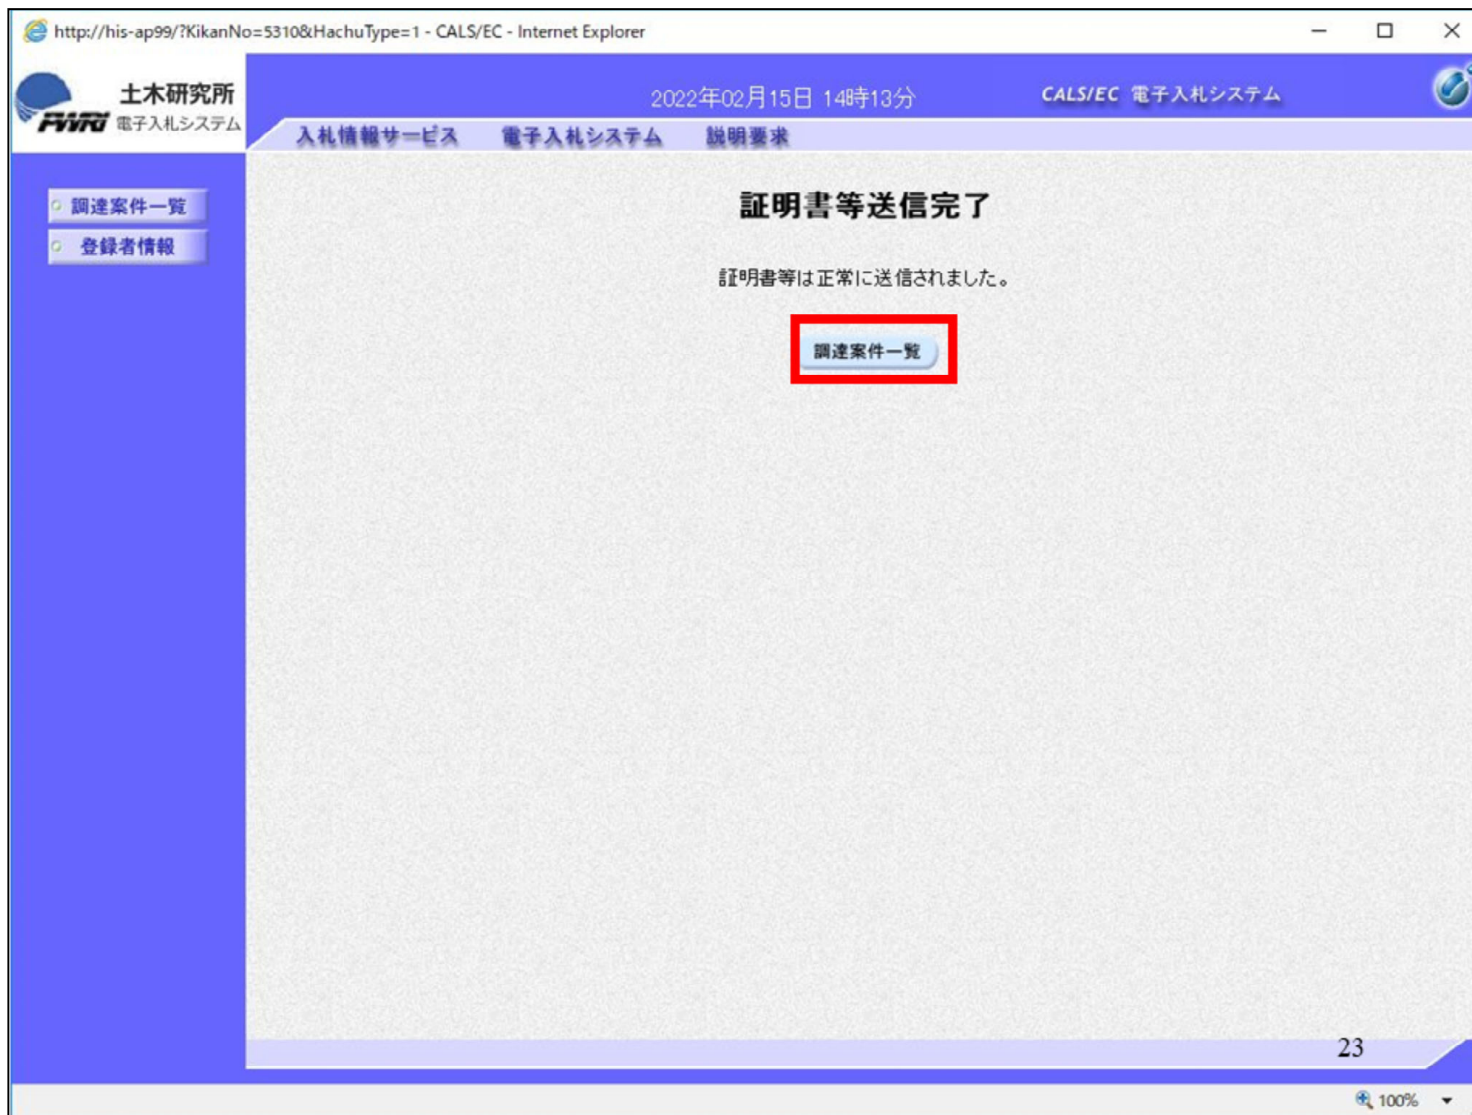 http://his-ap99/?KikanNo=5310&HachuType=1 - CALS/EC - Internet Explorer
土木研究所
PWRI 電子入札システム
2022年02月15日 14時13分
CALS/EC 電子入札システム
入札情報サービス 電子入札システム 説明要求
調達案件一覧
登録者情報
証明書等送信完了
証明書等は正常に送信されました。
調達案件一覧
23
100%